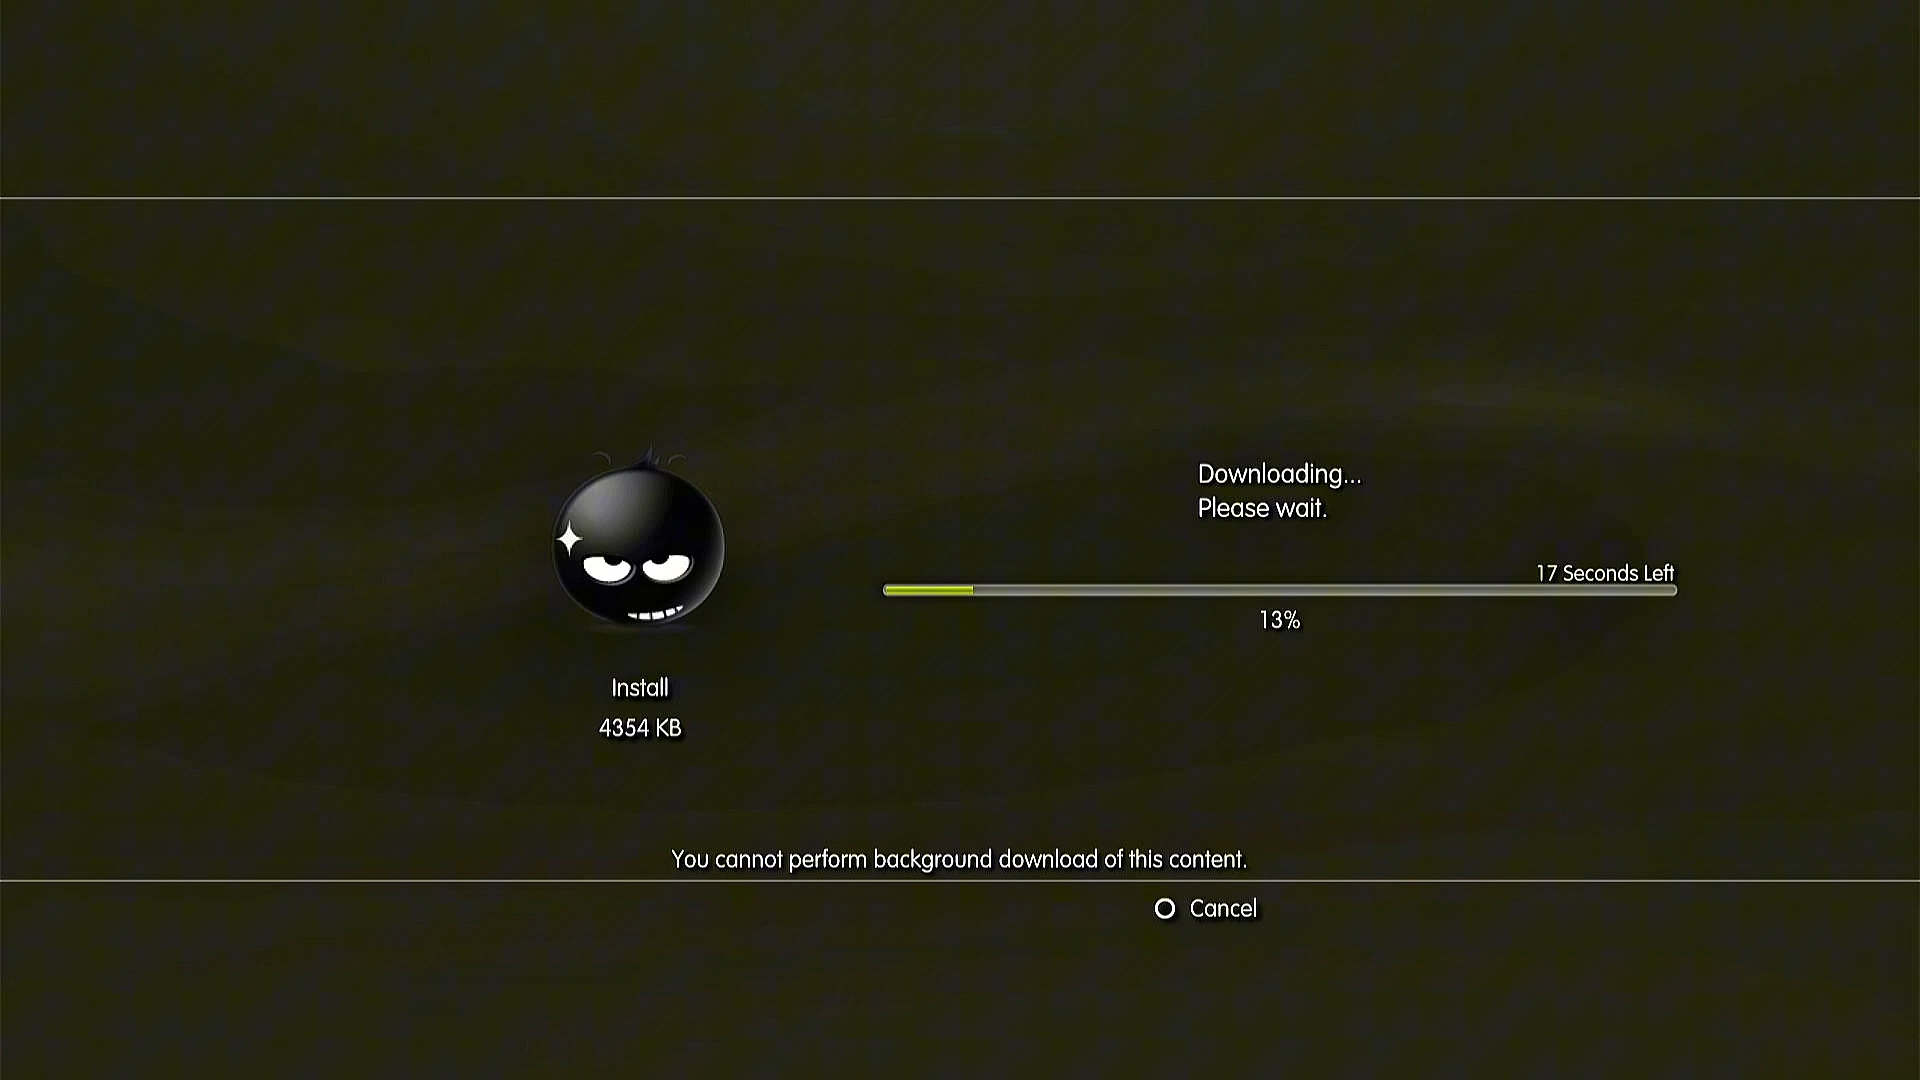 Downloading...
Please wait.
17 Seconds Left
13%
Install
4354 KB
You cannot perform background download of this content.
Cancel